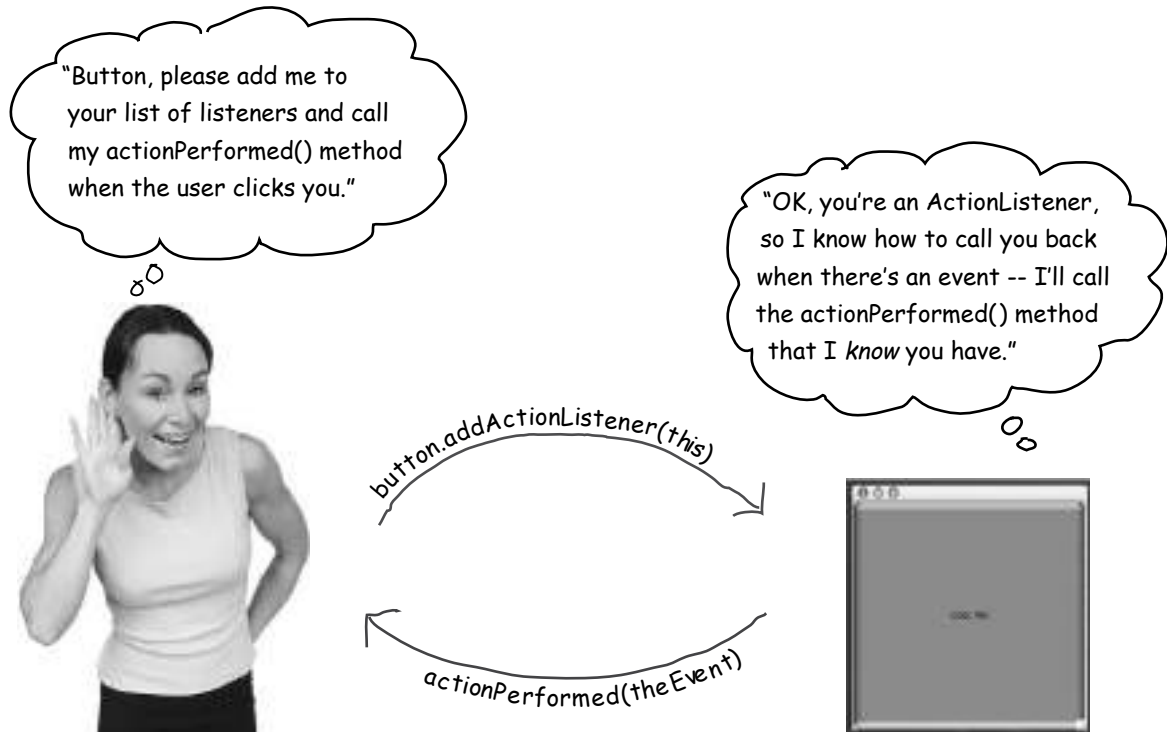 “Button, please add me to
your list of listeners and call
my actionPerformed() method
when the user clicks you.”
“OK, you’re an ActionListener,
so I know how to call you back
when there’s an event -- I’ll call
the actionPerformed() method
that I know you have.”
button.addActionListener(this)
actionPerformed(theEvent)